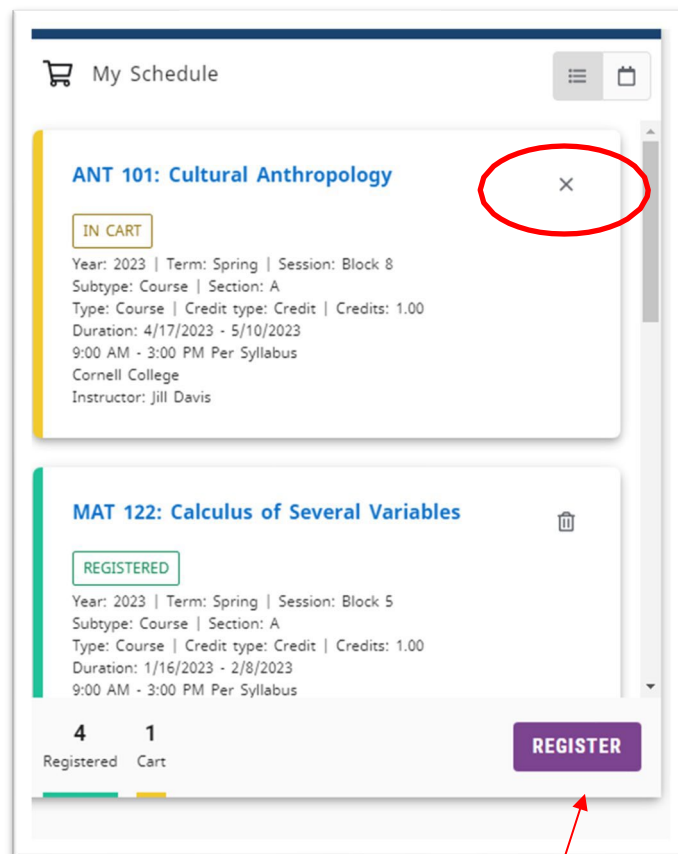 My Schedule
ANT 101: Cultural Anthropology
IN CART
Year: 2023 | Term: Spring | Session: Block 8
Subtype: Course | Section: A
Type: Course | Credit type: Credit | Credits: 1.00
Duration: 4/17/2023 - 5/10/2023
9:00 AM - 3:00 PM Per Syllabus
Cornell College
Instructor: Jill Davis
MAT 122: Calculus of Several Variables
REGISTERED
Year: 2023 | Term: Spring | Session: Block 5
Subtype: Course | Section: A
Type: Course | Credit type: Credit | Credits: 1.00
Duration: 1/16/2023 - 2/8/2023
9:00 AM - 3:00 PM Per Syllabus
4 1
Registered Cart
REGISTER